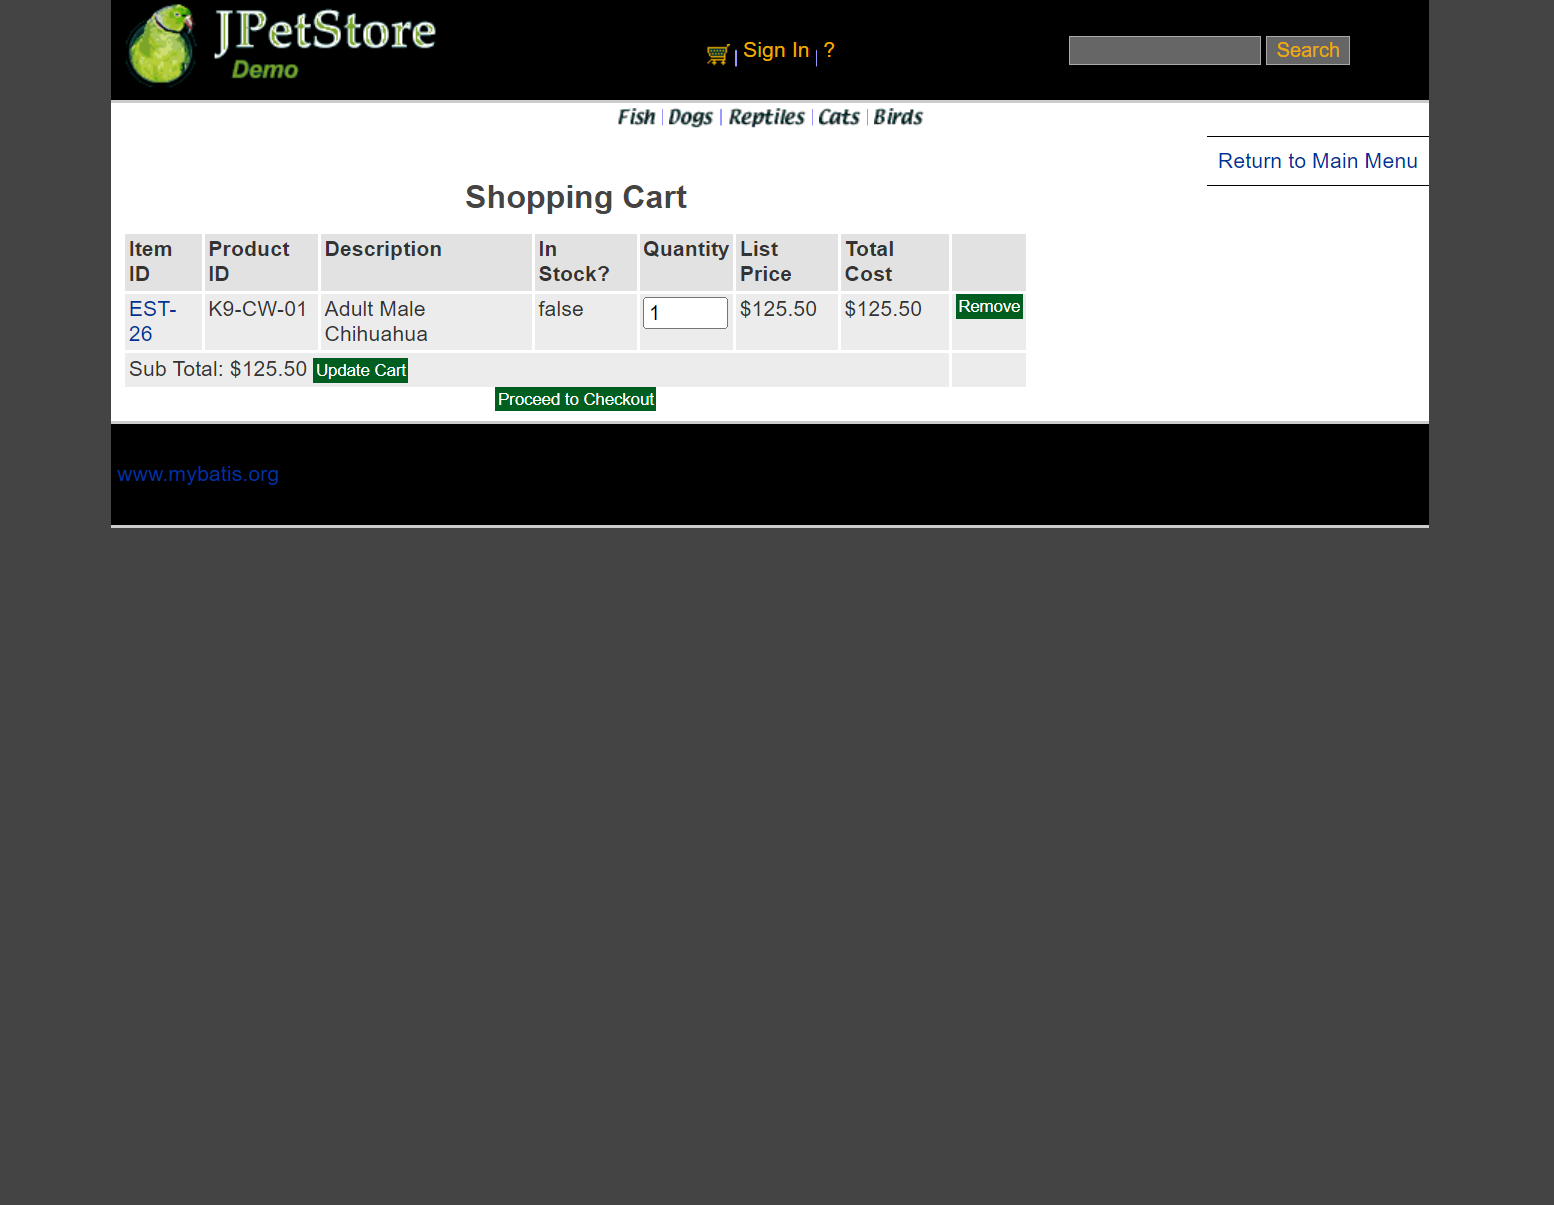 JPetStore
Demo
Sign In
?
Search
Fish
Dogs
Reptiles
Cats
Birds
Return to Main Menu
Shopping Cart
Item ID
Product ID
Description
In Stock?
Quantity
List Price
Total Cost
EST-26
K9-CW-01
Adult Male Chihuahua
false
1
$125.50
$125.50
Remove
Sub Total: $125.50
Update Cart
Proceed to Checkout
www.mybatis.org